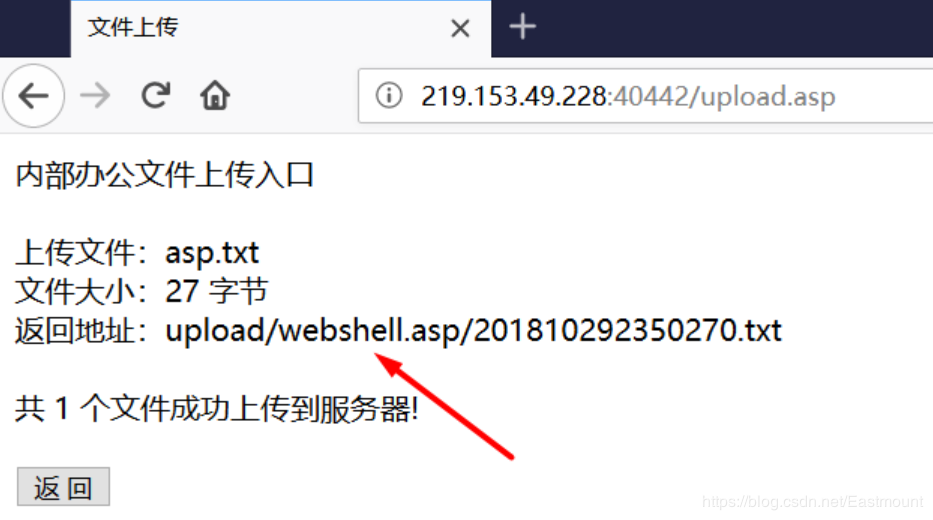 文件上传
219.153.49.228:40442/upload.asp
内部办公文件上传入口
上传文件：asp.txt
文件大小：27 字节
返回地址：upload/webshell.asp/201810292350270.txt
共 1 个文件成功上传到服务器!
返 回
https://blog.csdn.net/Eastmount